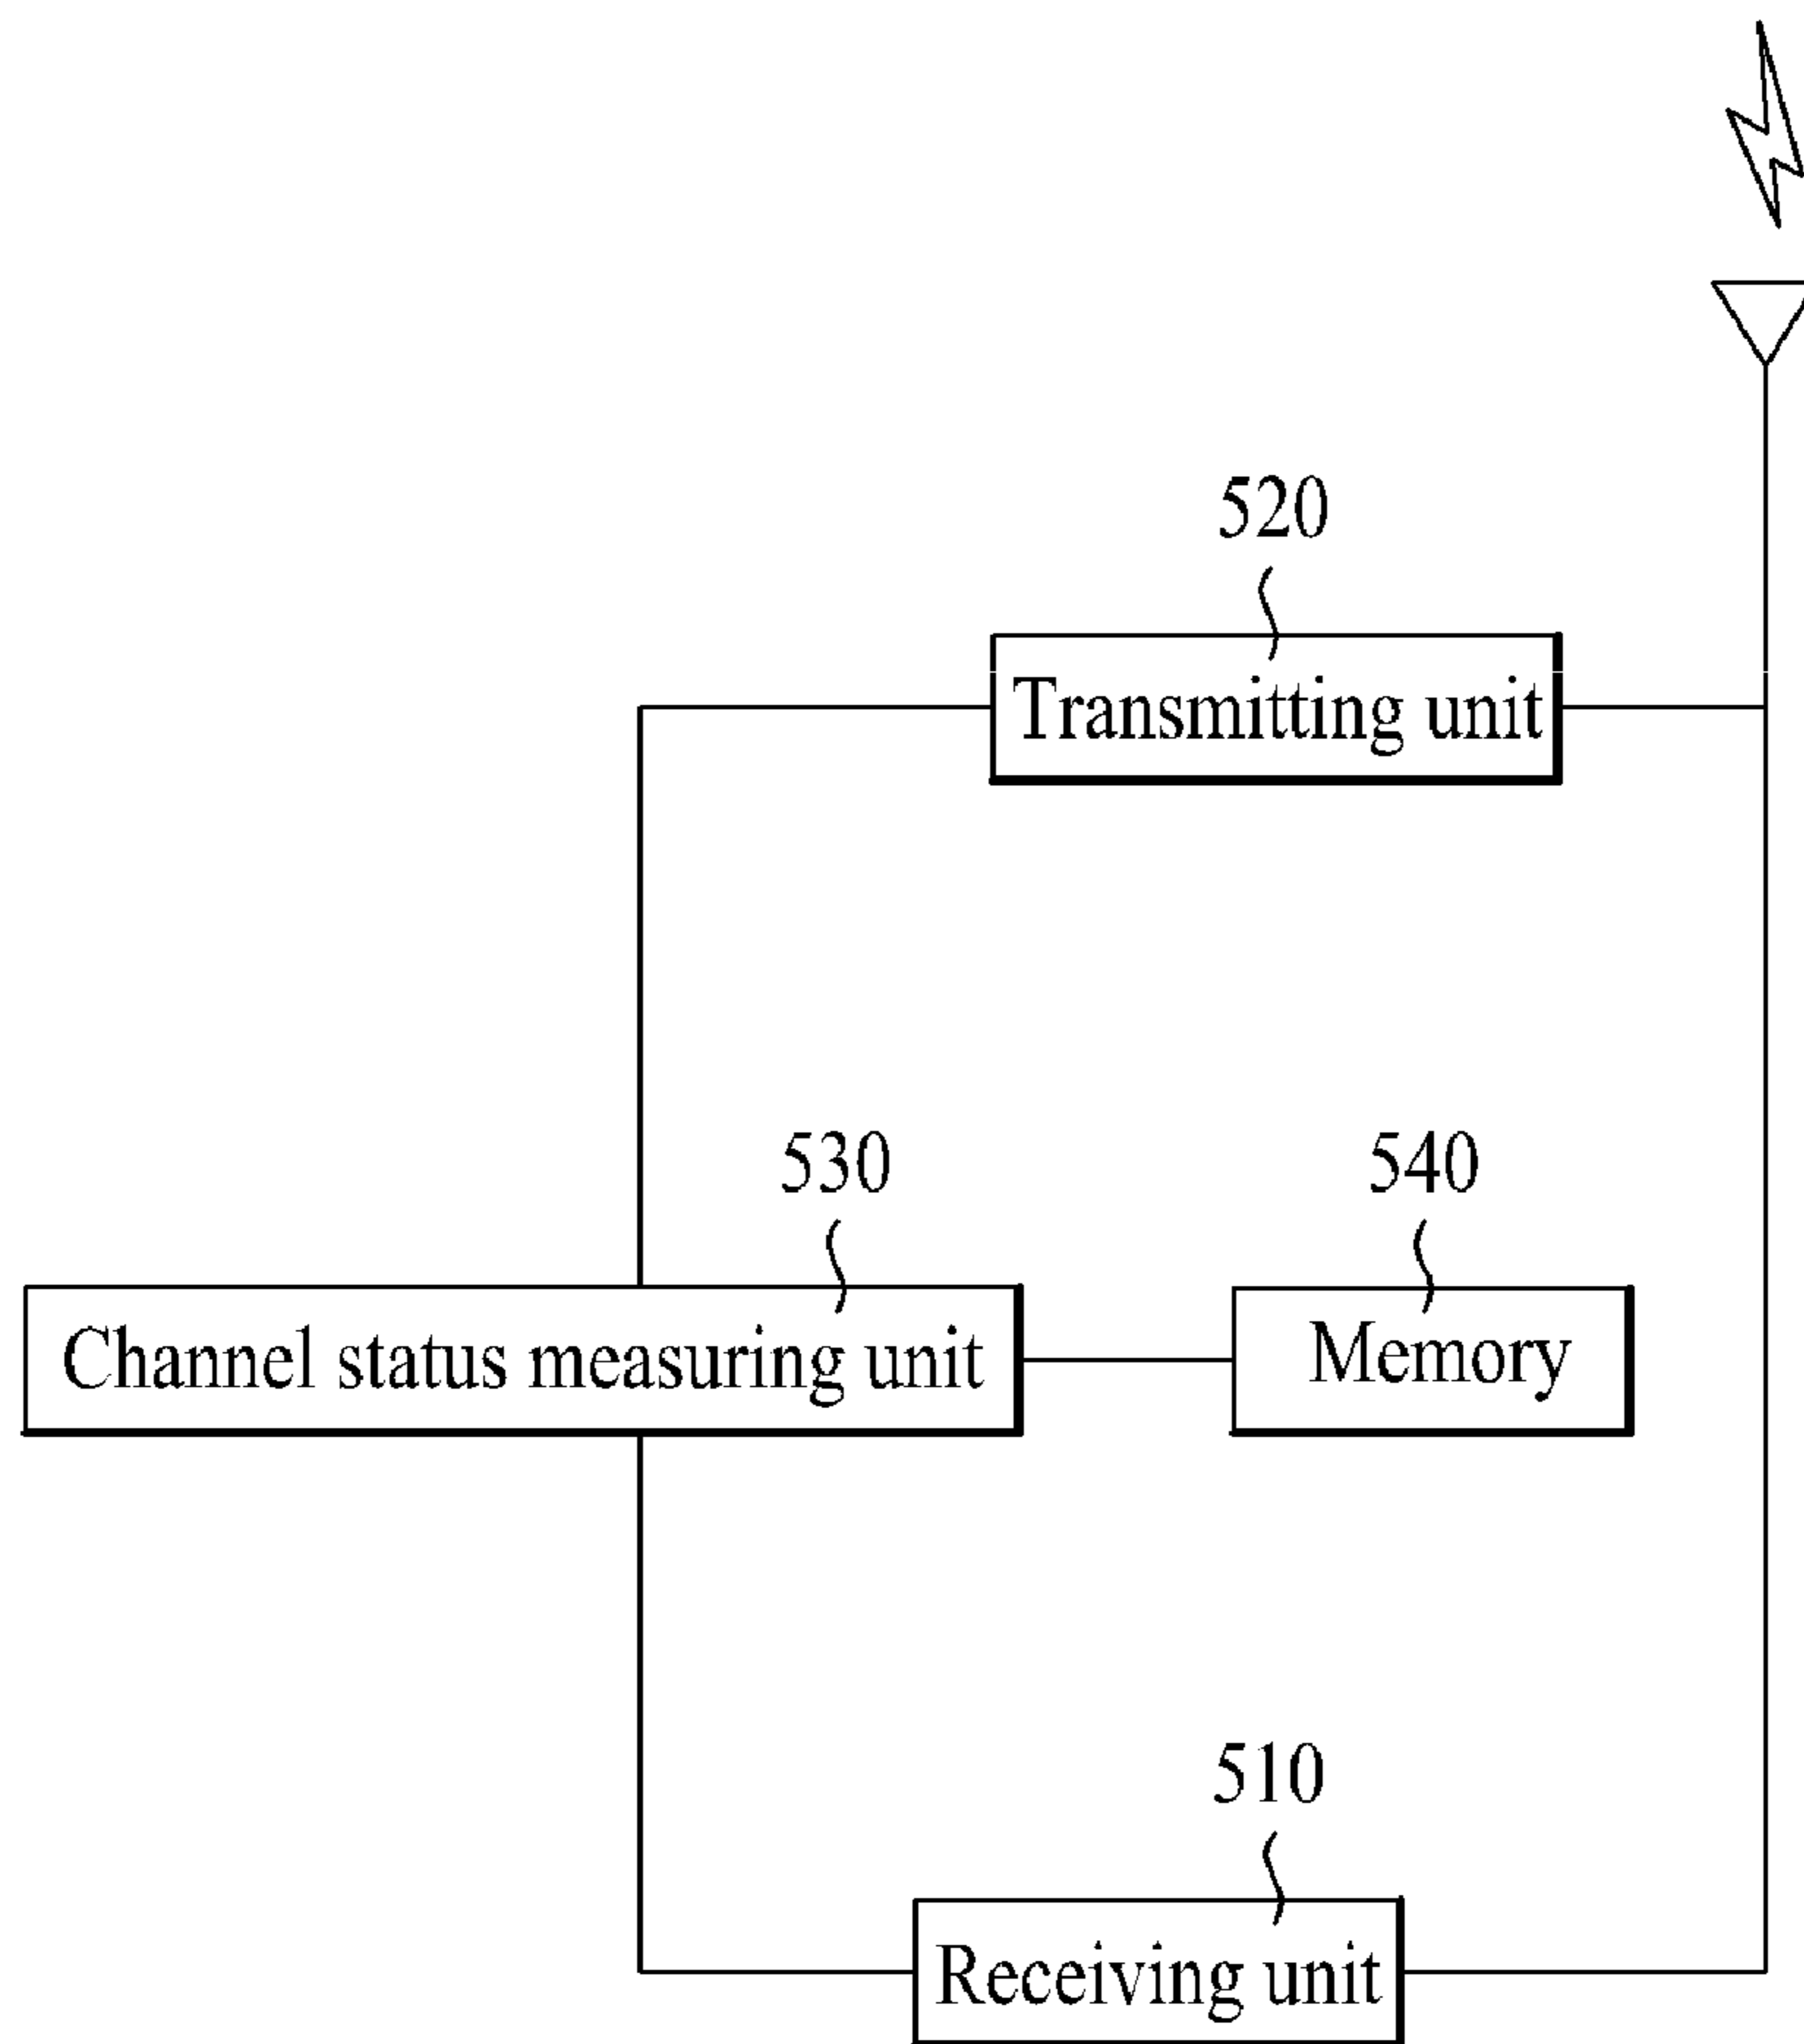 520
Transmitting unit
530
540
Channel status measuring unit
Memory
510
Receiving unit